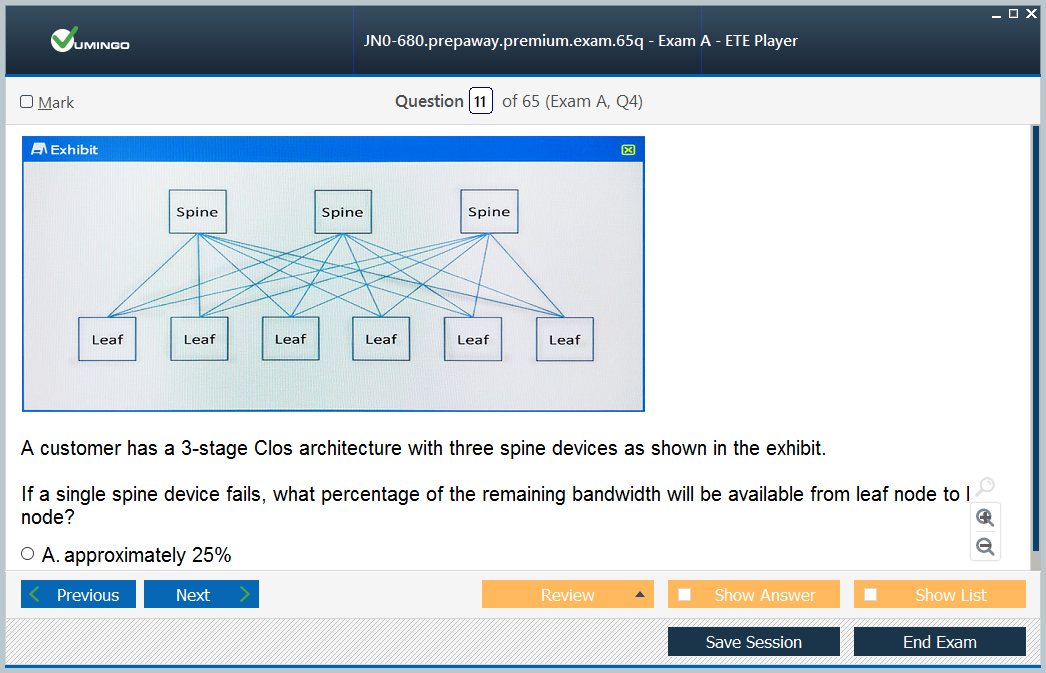 VUMINGO
JN0-680.prepaway.premium.exam.65q - Exam A - ETE Player
Mark
Question 11 of 65 (Exam A, Q4)
Exhibit
Spine Spine Spine
Leaf Leaf Leaf Leaf Leaf Leaf
A customer has a 3-stage Clos architecture with three spine devices as shown in the exhibit.
If a single spine device fails, what percentage of the remaining bandwidth will be available from leaf node to
node?
A. approximately 25%
Previous Next Review Show Answer Show List
Save Session End Exam